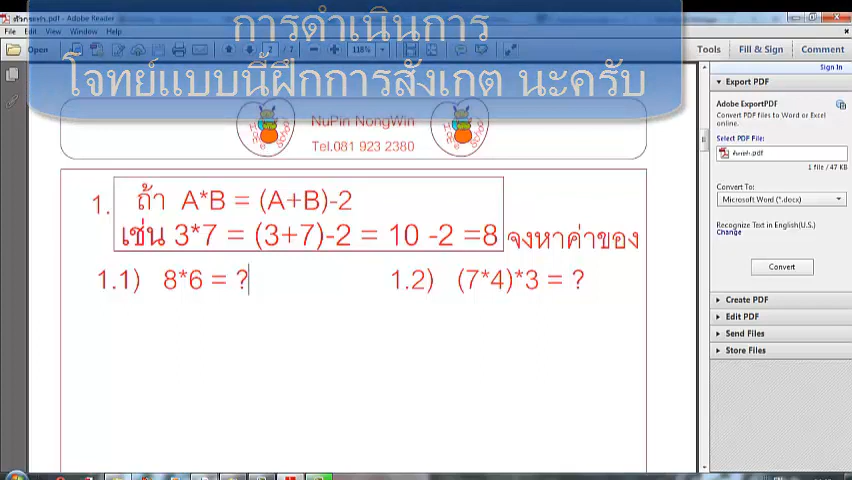 การดำเนินการ
โจทย์แบบนี้ฝึกการสังเกต นะครับ
File Edit View Window Help
Open
2 / 7
118%
Tools Fill & Sign Comment
Sign In
Export PDF
Adobe ExportPDF
Convert PDF files to Word or Excel
online.
Select PDF File:
1 file / 47 KB
Convert To:
Microsoft Word (*.docx)
Recognize Text in English(U.S.)
Change
Convert
Create PDF
Edit PDF
Send Files
Store Files
NuPin NongWin
Tel.081 923 2380
1. ถ้า A*B = (A+B)-2
เช่น 3*7 = (3+7)-2 = 10 -2 =8 จงหาค่าของ
1.1) 8*6 = ? 1.2) (7*4)*3 = ?